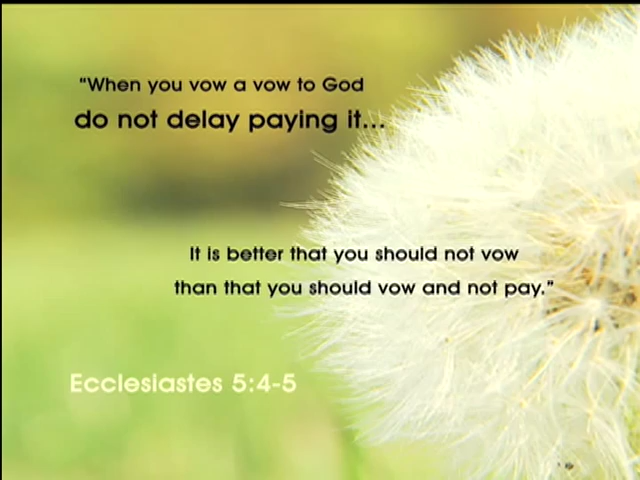 "When you vow a vow to God
do not delay paying it...
It is better that you should not vow
than that you should vow and not pay."
Ecclesiastes 5:4-5